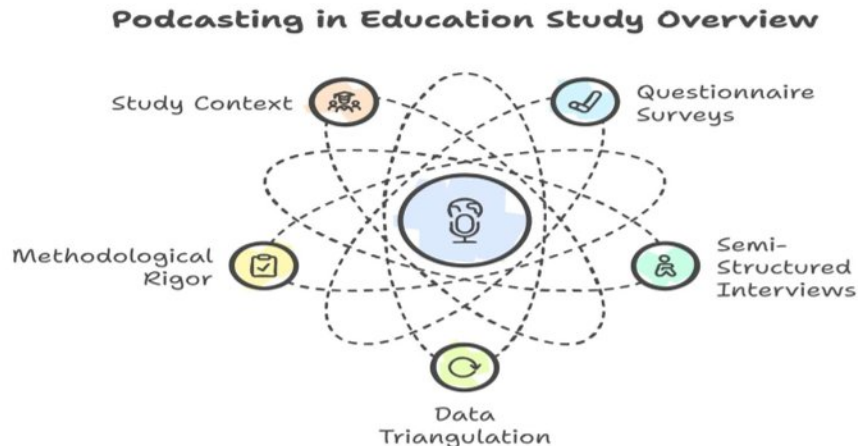 Podcasting in Education Study Overview
Study Context
Questionnaire
Surveys
Methodological
Rigor
Semi-
Structured
Interviews
Data
Triangulation